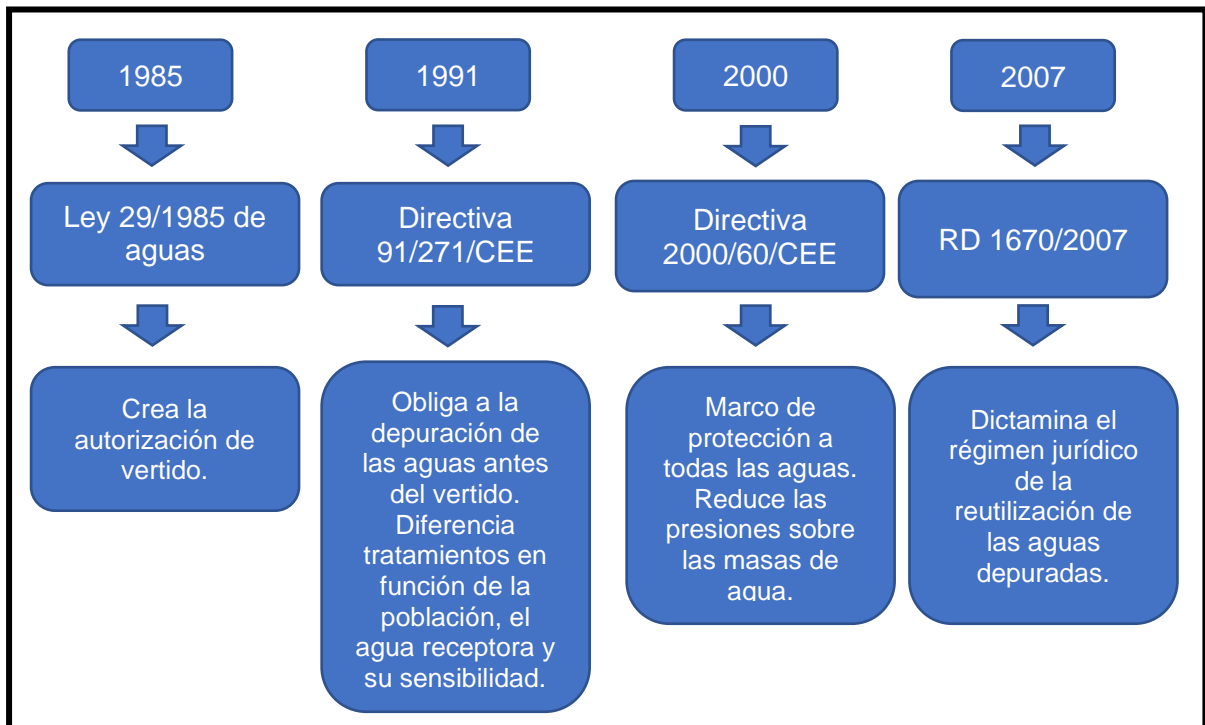 1985
Ley 29/1985 de
aguas
Crea la
autorización de
vertido.
1991
Directiva
91/271/CEE
Obliga a la
depuración de
las aguas antes
del vertido.
Diferencia
tratamientos en
función de la
población, el
agua receptora y
su sensibilidad.
2000
Directiva
2000/60/CEE
Marco de
protección a
todas las aguas.
Reduce las
presiones sobre
las masas de
agua.
2007
RD 1670/2007
Dictamina el
régimen jurídico
de la
reutilización de
las aguas
depuradas.